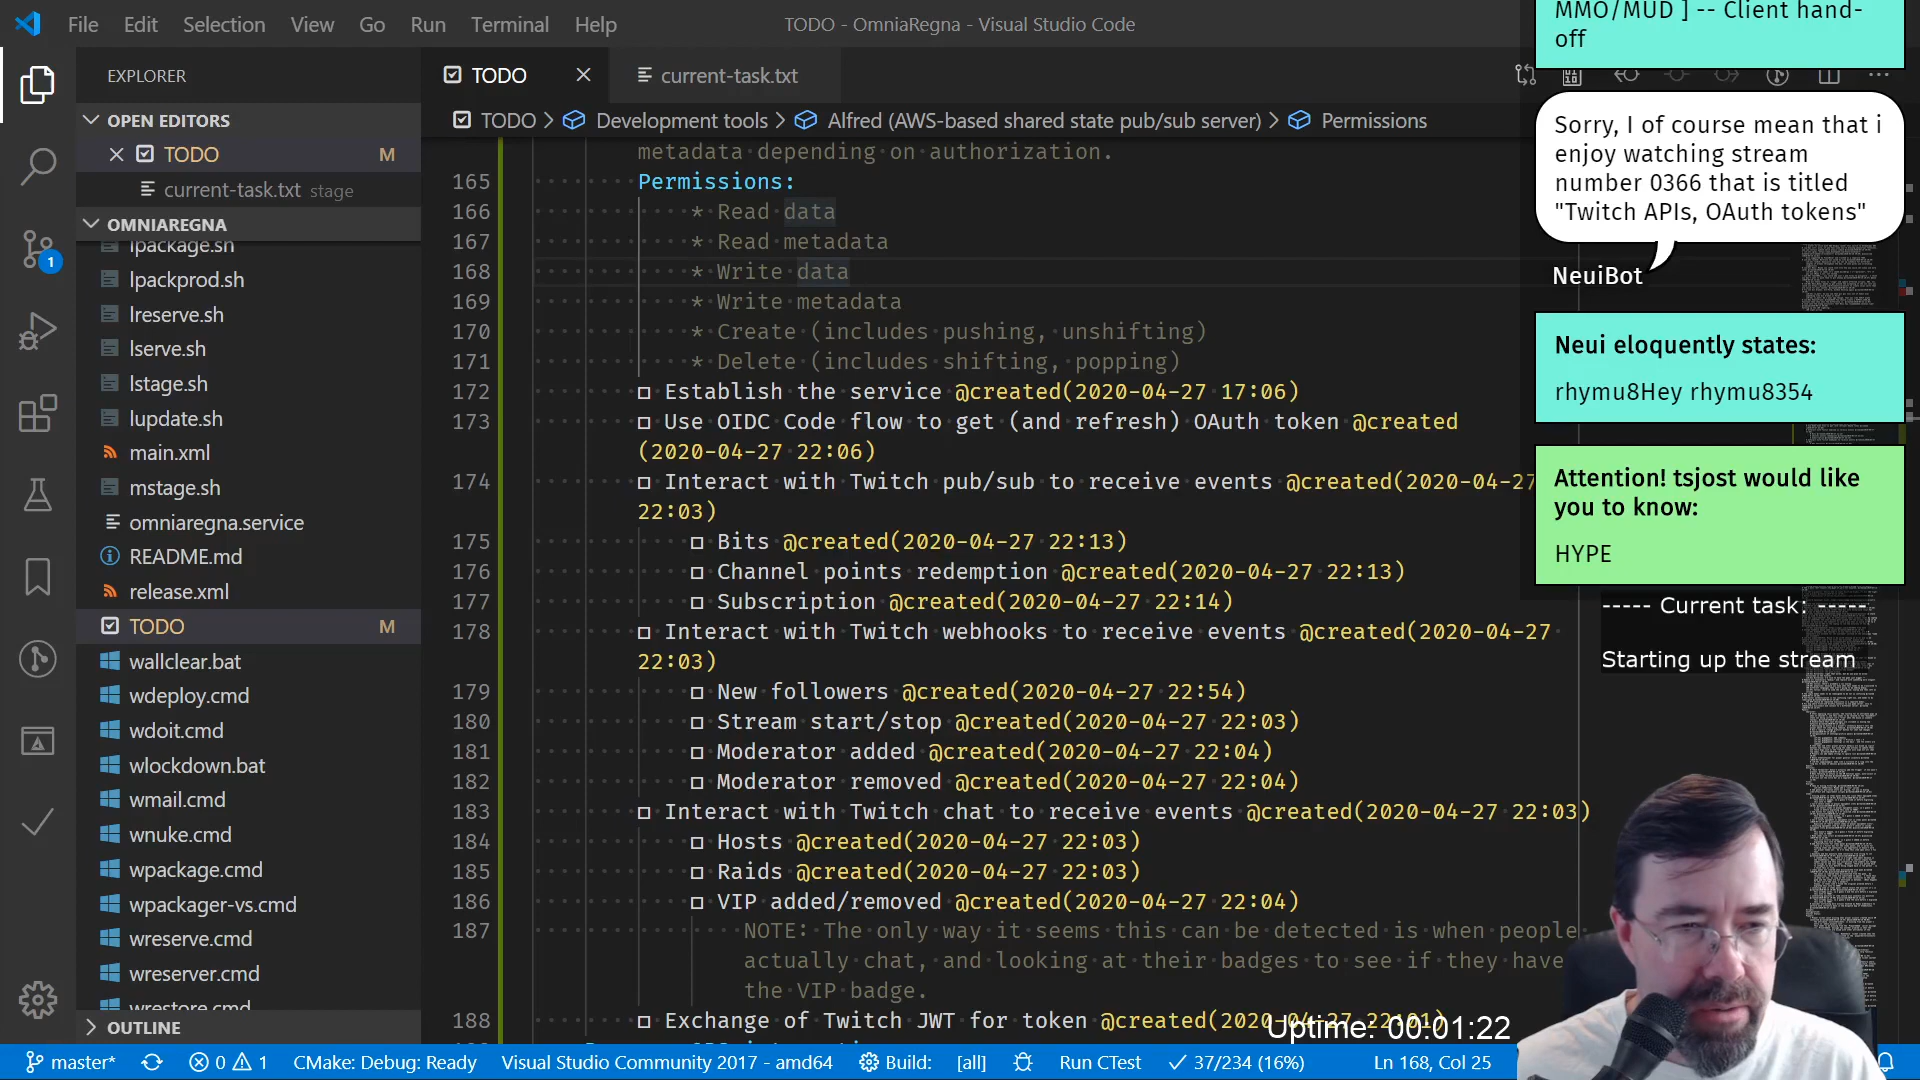 File Edit Selection View Go Run Terminal Help
TODO - OmniaRegna - Visual Studio Code
EXPLORER
OPEN EDITORS
TODO M
current-task.txt stage
OMNIAREGNA
lpackage.sh
lpackprod.sh
lreserve.sh
lserve.sh
lstage.sh
lupdate.sh
main.xml
mstage.sh
omniaregna.service
README.md
release.xml
TODO M
wallclear.bat
wdeploy.cmd
wdoit.cmd
wlockdown.bat
wmail.cmd
wnuke.cmd
wpackage.cmd
wpackager-vs.cmd
wreserve.cmd
wreserver.cmd
wrestore.cmd
OUTLINE
TODO current-task.txt
TODO > Development tools > Alfred (AWS-based shared state pub/sub server) > Permissions
metadata depending on authorization.
165 Permissions:
166 * Read data
167 * Read metadata
168 * Write data
169 * Write metadata
170 * Create (includes pushing, unshifting)
171 * Delete (includes shifting, popping)
172 □ Establish the service @created(2020-04-27 17:06)
173 □ Use OIDC Code flow to get (and refresh) OAuth token @created
(2020-04-27 22:06)
174 □ Interact with Twitch pub/sub to receive events @created(2020-04-27
22:03)
175 □ Bits @created(2020-04-27 22:13)
176 □ Channel points redemption @created(2020-04-27 22:13)
177 □ Subscription @created(2020-04-27 22:14)
178 □ Interact with Twitch webhooks to receive events @created(2020-04-27
22:03)
179 □ New followers @created(2020-04-27 22:54)
180 □ Stream start/stop @created(2020-04-27 22:03)
181 □ Moderator added @created(2020-04-27 22:04)
182 □ Moderator removed @created(2020-04-27 22:04)
183 □ Interact with Twitch chat to receive events @created(2020-04-27 22:03)
184 □ Hosts @created(2020-04-27 22:03)
185 □ Raids @created(2020-04-27 22:03)
186 □ VIP added/removed @created(2020-04-27 22:04)
187 NOTE: The only way it seems this can be detected is when people
actually chat, and looking at their badges to see if they have
the VIP badge.
188 □ Exchange of Twitch JWT for token @created(2020-04-27 22:01)
Uptime: 00:01:22
MMO/MUD ] -- Client hand-
off
Sorry, I of course mean that i
enjoy watching stream
number 0366 that is titled
"Twitch APIs, OAuth tokens"
NeuiBot
Neui eloquently states:
rhymu8Hey rhymu8354
Attention! tsjost would like
you to know:
HYPE
----- Current task: -----
Starting up the stream
1
master* 0 1 CMake: Debug: Ready Visual Studio Community 2017 - amd64 Build: [all] Run CTest 37/234 (16%) Ln 168, Col 25